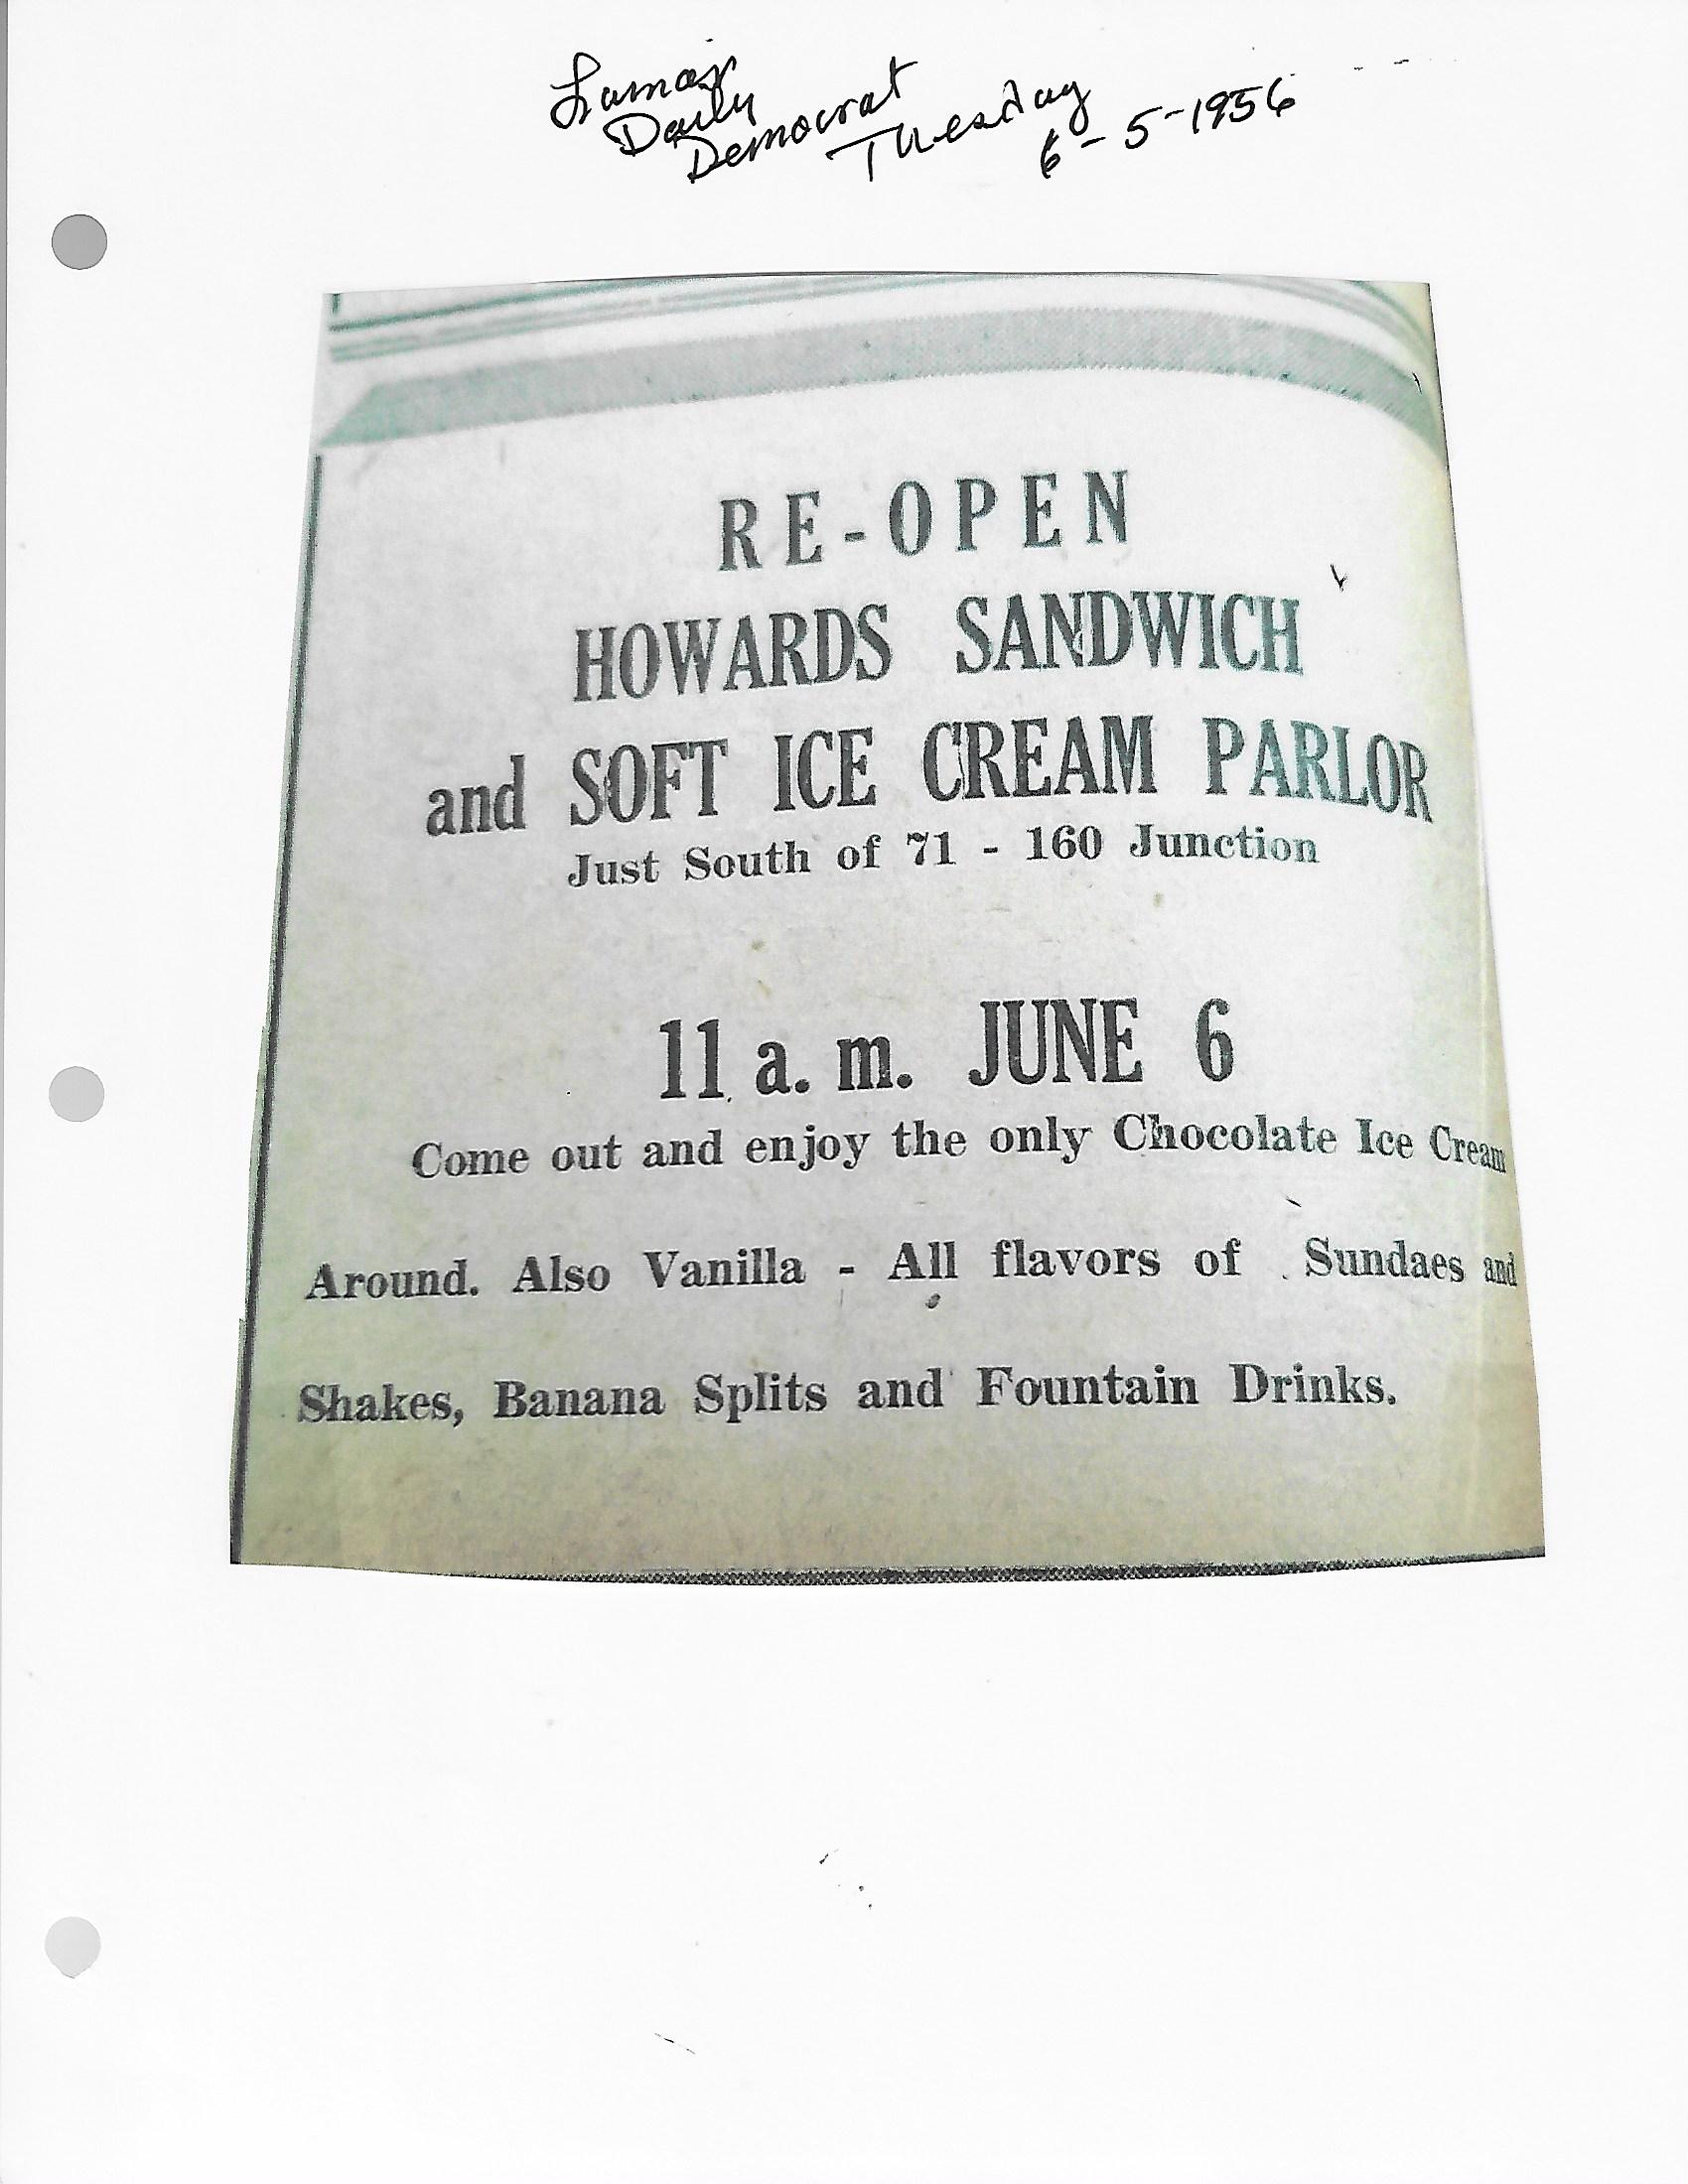 Lamar
Daily
Democrat
Tuesday
6-5-1956
RE-OPEN
HOWARDS SANDWICH
and SOFT ICE CREAM PARLOR
Just South of 71 - 160 Junction
11 a. m. JUNE 6
Come out and enjoy the only Chocolate Ice Cream
Around. Also Vanilla - All flavors of Sundaes and
Shakes, Banana Splits and Fountain Drinks.